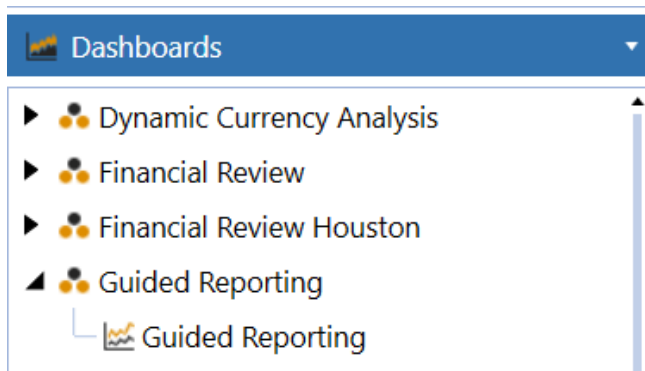 Dashboards
Dynamic Currency Analysis
Financial Review
Financial Review Houston
Guided Reporting
Guided Reporting